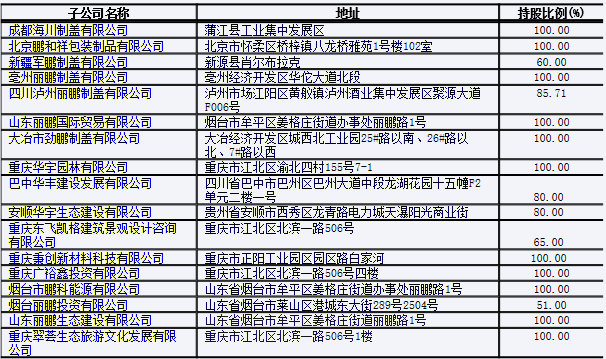 子公司名称 地址 持股比例(%)
成都海川制盖有限公司 蒲江县工业集中发展区 100.00
北京鹏和祥包装制品有限公司 北京市怀柔区桥梓镇八龙桥雅苑1号楼102室 100.00
新疆军鹏制盖有限公司 新源县肖尔布拉克 60.00
亳州丽鹏制盖有限公司 亳州经济开发区华佗大道北段 100.00
四川泸州丽鹏制盖有限公司 泸州市场江阳区黄舣镇泸州酒业集中发展区聚源大道 85.71
F006号
山东丽鹏国际贸易有限公司 烟台市牟平区姜格庄街道办事处丽鹏路1号 100.00
大冶市劲鹏制盖有限公司 大冶经济开发区城西北工业园25#路以南、26#路以 100.00
北、7#路以西
重庆华宇园林有限公司 重庆市江北区渝北四村155号7-1 100.00
巴中华丰建设发展有限公司 四川省巴中市巴州区巴州大道中段龙湖花园十五幢P2
单元二楼一号 80.00
安顺华宇生态建设有限公司 贵州省安顺市西秀区龙青路电力城天瀑阳光商业街 80.00
重庆东飞凯格建筑景观设计咨询 重庆市江北区北滨一路506号
有限公司 65.00
重庆重创新材料科技有限公司 重庆市正阳工业园区园区路白家河 100.00
重庆广裕鑫投资有限公司 重庆市江北区北滨一路506号四楼 100.00
烟台市鹏科能源有限公司 山东省烟台市牟平区姜格庄街道办事处丽鹏路1号 100.00
烟台丽鹏投资有限公司 山东省烟台市莱山区港城东大街289号2504号 51.00
山东丽鹏生态建设有限公司 山东省烟台市牟平区姜格庄街道丽鹏路1号 100.00
重庆翠荟生态旅游文化发展有限 重庆市江北区北滨一路506号1楼 100.00
公司